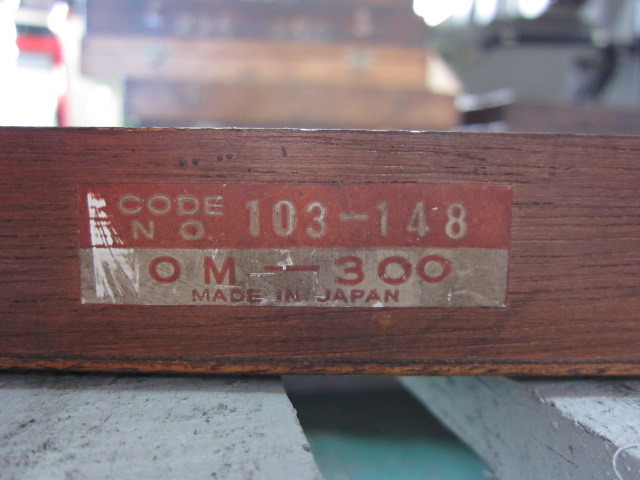 CODE
NO. 103-148
OM-300
MADE IN JAPAN